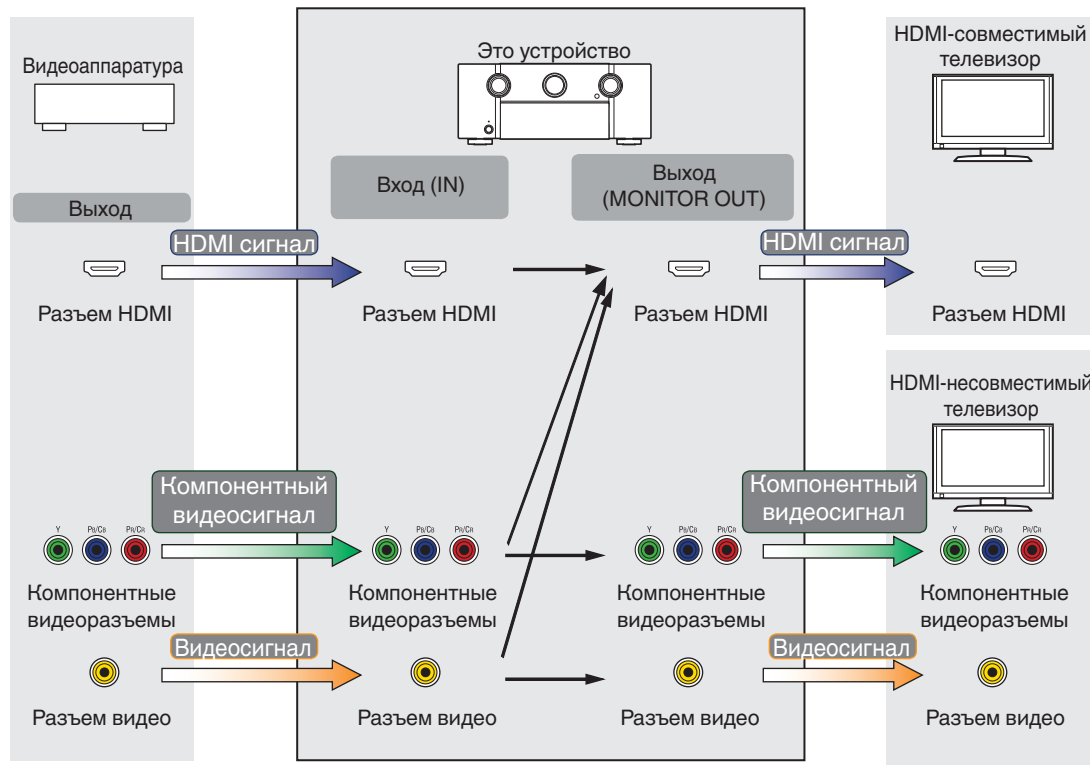 Видеоаппаратура
Это устройство
HDMI-совместимый
телевизор
Выход
Вход (IN)
Выход
(MONITOR OUT)
HDMI сигнал
HDMI сигнал
Разъем HDMI
Разъем HDMI
Разъем HDMI
Разъем HDMI
HDMI-несовместимый
телевизор
Компонентный
видеосигнал
Компонентный
видеосигнал
Y PB/CB PR/CR
Y PB/CB PR/CR
Y PB/CB PR/CR
Y PB/CB PR/CR
Компонентные
видеоразъемы
Компонентные
видеоразъемы
Компонентные
видеоразъемы
Компонентные
видеоразъемы
Видеосигнал
Видеосигнал
Разъем видео
Разъем видео
Разъем видео
Разъем видео